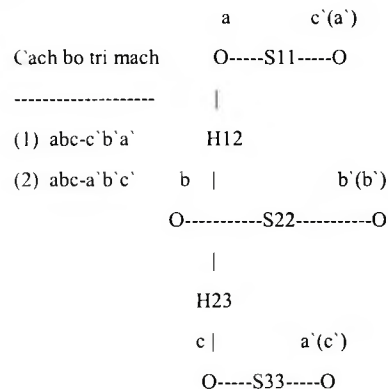 a c`(a`)
Cach bo tri mach O-----S11-----O
------------------ |
(1) abc-c`b`a` H12
(2) abc-a`b`c` b | b`(b`)
O-----------S22-----------O
|
H23
c | a`(c`)
O-----S33-----O